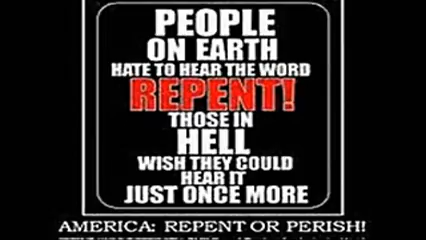 PEOPLE
ON EARTH
HATE TO HEAR THE WORD
REPENT!
THOSE IN
HELL
WISH THEY COULD
HEAR IT
JUST ONCE MORE
AMERICA: REPENT OR PERISH!